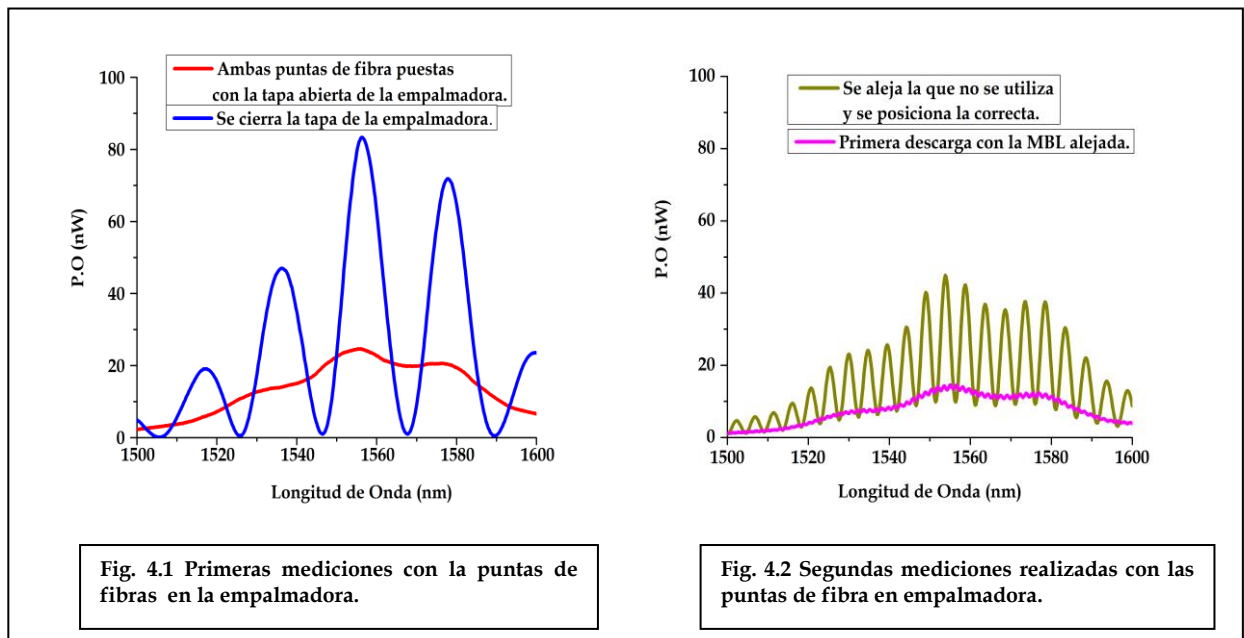 Ambas puntas de fibra puestas
con la tapa abierta de la empalmadora.
Se cierra la tapa de la empalmadora.
100
80
60
40
20
0
P.O (nW)
1500 1520 1540 1560 1580 1600
Longitud de Onda (nm)
Fig. 4.1 Primeras mediciones con la puntas de
fibras en la empalmadora.
Se aleja la que no se utiliza
y se posiciona la correcta.
Primera descarga con la MBL alejada.
100
80
60
40
20
0
P.O (nW)
1500 1520 1540 1560 1580 1600
Longitud de Onda (nm)
Fig. 4.2 Segundas mediciones realizadas con las
puntas de fibra en empalmadora.